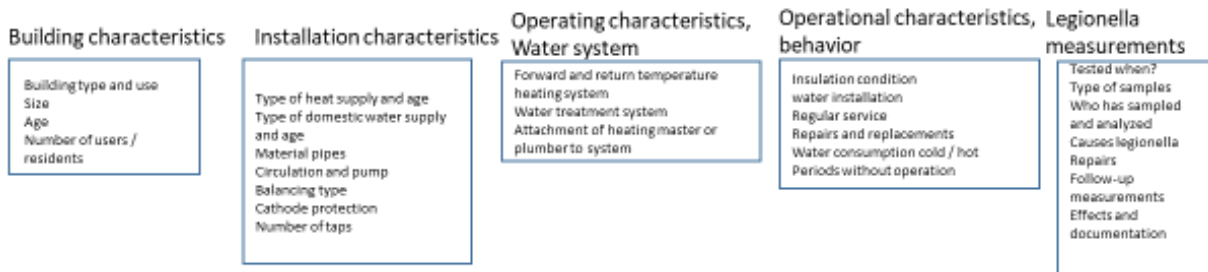 Building characteristics
Building type and use
Size
Age
Number of users /
residents
Installation characteristics
Type of heat supply and age
Type of domestic water supply
and age
Material pipes
Circulation and pump
Balancing type
Cathode protection
Number of taps
Operating characteristics,
Water system
Forward and return temperature
heating system
Water treatment system
Attachment of heating master or
plumber to system
Operational characteristics,
behavior
Insulation condition
water installation
Regular service
Repairs and replacements
Water consumption cold / hot
Periods without operation
Legionella
measurements
Tested when?
Type of samples
Who has sampled
and analyzed
Causes legionella
Repairs
Follow-up
measurements
Effects and
documentation